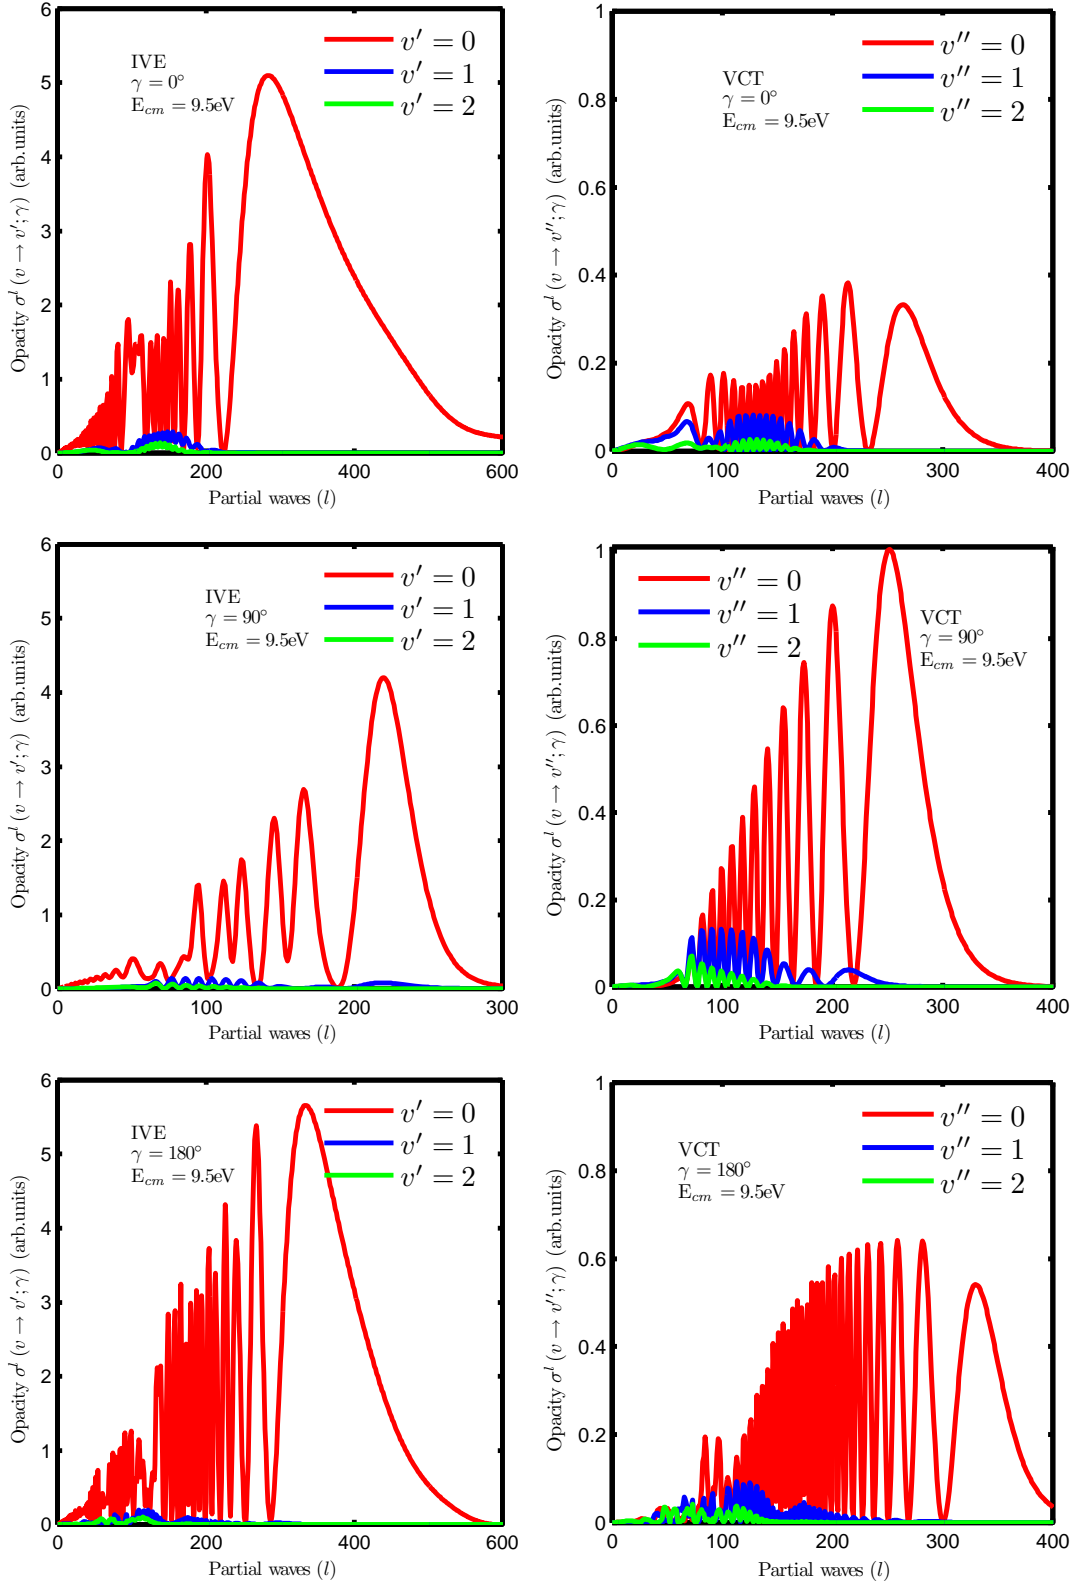 Opacity σ^l (v → v′; γ) (arb.units)
6
5
4
3
2
1
0
IVE
γ = 0°
E_cm = 9.5eV
v′ = 0
v′ = 1
v′ = 2
0 200 400 600
Partial waves (l)
Opacity σ^l (v → v″; γ) (arb.units)
1
0.8
0.6
0.4
0.2
0
VCT
γ = 0°
E_cm = 9.5eV
v″ = 0
v″ = 1
v″ = 2
0 100 200 300 400
Partial waves (l)
Opacity σ^l (v → v′; γ) (arb.units)
6
5
4
3
2
1
0
IVE
γ = 90°
E_cm = 9.5eV
v′ = 0
v′ = 1
v′ = 2
0 100 200 300
Partial waves (l)
Opacity σ^l (v → v″; γ) (arb.units)
1
0.8
0.6
0.4
0.2
0
v″ = 0
v″ = 1
v″ = 2
VCT
γ = 90°
E_cm = 9.5eV
0 100 200 300 400
Partial waves (l)
Opacity σ^l (v → v′; γ) (arb.units)
6
5
4
3
2
1
0
IVE
γ = 180°
E_cm = 9.5eV
v′ = 0
v′ = 1
v′ = 2
0 200 400 600
Partial waves (l)
Opacity σ^l (v → v″; γ) (arb.units)
1
0.8
0.6
0.4
0.2
0
VCT
γ = 180°
E_cm = 9.5eV
v″ = 0
v″ = 1
v″ = 2
0 100 200 300 400
Partial waves (l)